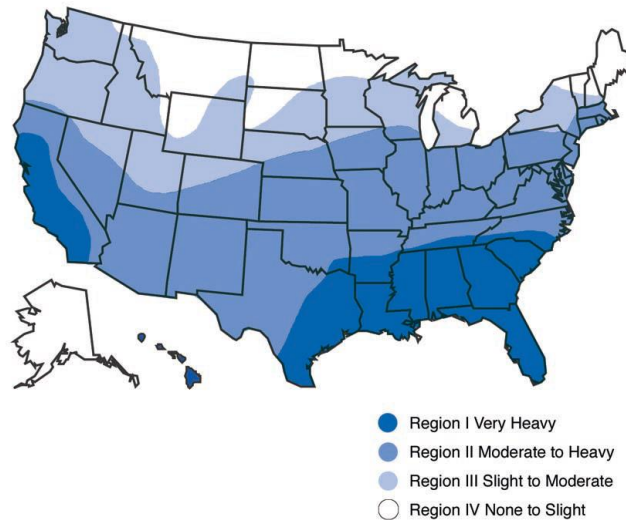 Region I Very Heavy
Region II Moderate to Heavy
Region III Slight to Moderate
Region IV None to Slight